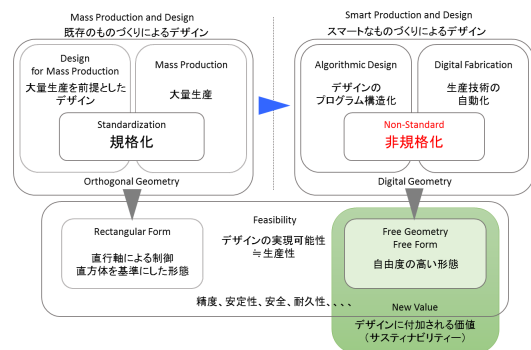 Mass Production and Design
既存のものづくりによるデザイン
Design
for Mass Production
大量生産を前提とした
デザイン
Mass Production
大量生産
Standardization
規格化
Orthogonal Geometry
Smart Production and Design
スマートなものづくりによるデザイン
Algorithmic Design
デザインの
プログラム構造化
Digital Fabrication
生産技術の
自動化
Non-Standard
非規格化
Digital Geometry
Rectangular Form
直行軸による制御
直方体を基準にした形態
Feasibility
デザインの実現可能性
≒生産性
Free Geometry
Free Form
自由度の高い形態
精度、安定性、安全、耐久性、、、、
New Value
デザインに付加される価値
(サスティナビリティー)